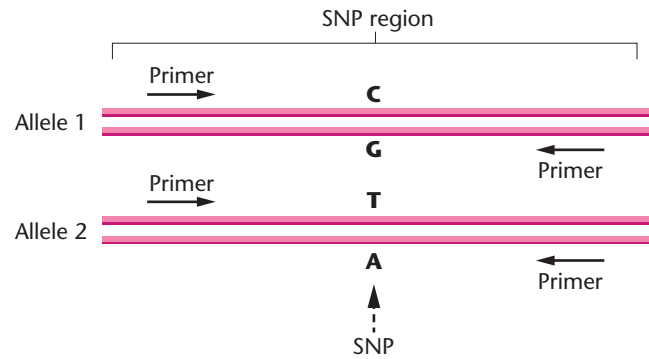 SNP region
Primer
C
Allele 1
G
Primer
Primer
T
Allele 2
A
Primer
SNP